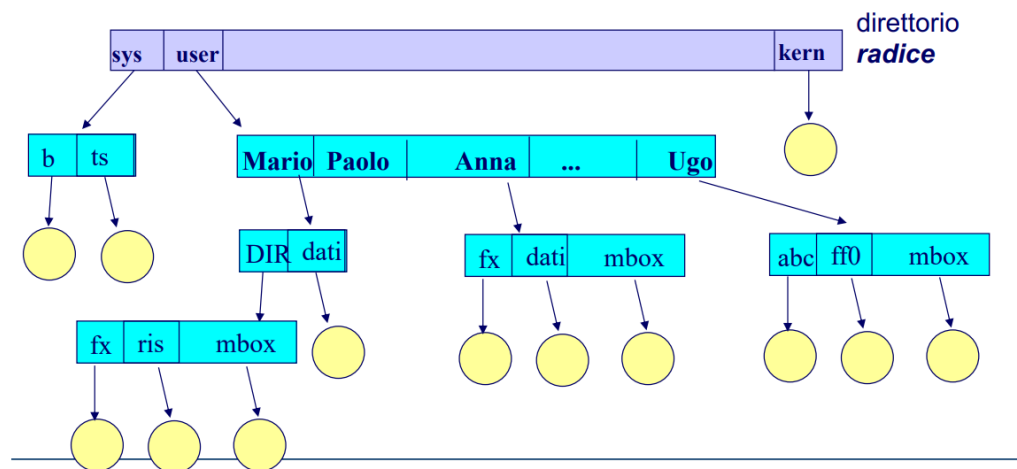 direttorio
radice
sys user kern
b ts
Mario Paolo Anna ... Ugo
DIR dati
fx dati mbox
abc ff0 mbox
fx ris mbox